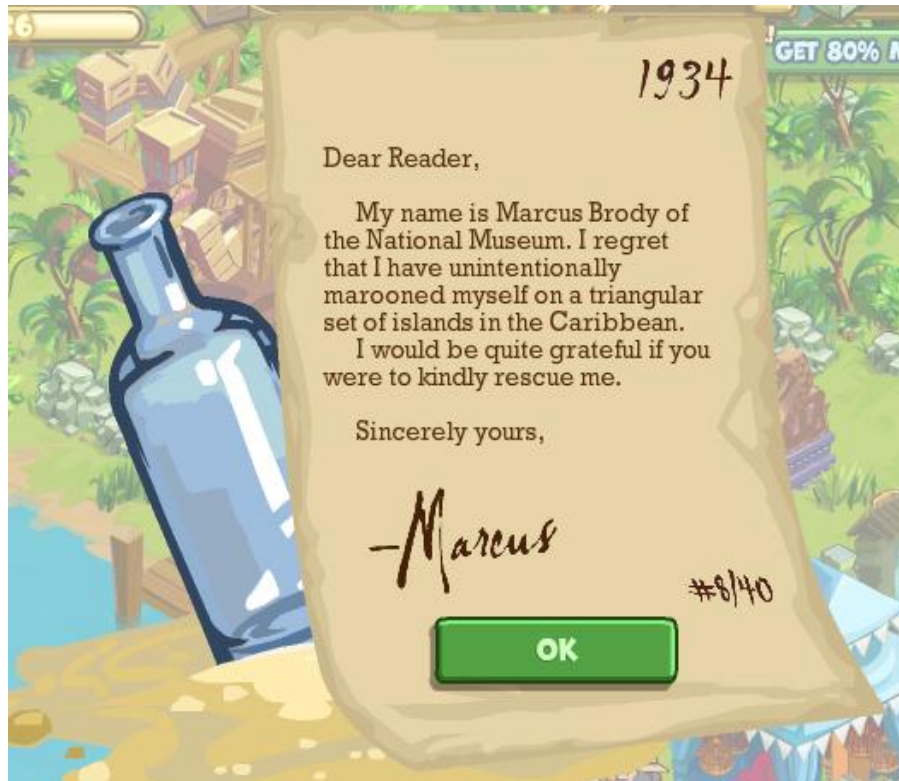 6
GET 80%
1934
Dear Reader,
My name is Marcus Brody of
the National Museum. I regret
that I have unintentionally
marooned myself on a triangular
set of islands in the Caribbean.
I would be quite grateful if you
were to kindly rescue me.
Sincerely yours,
-Marcus
#8/40
OK